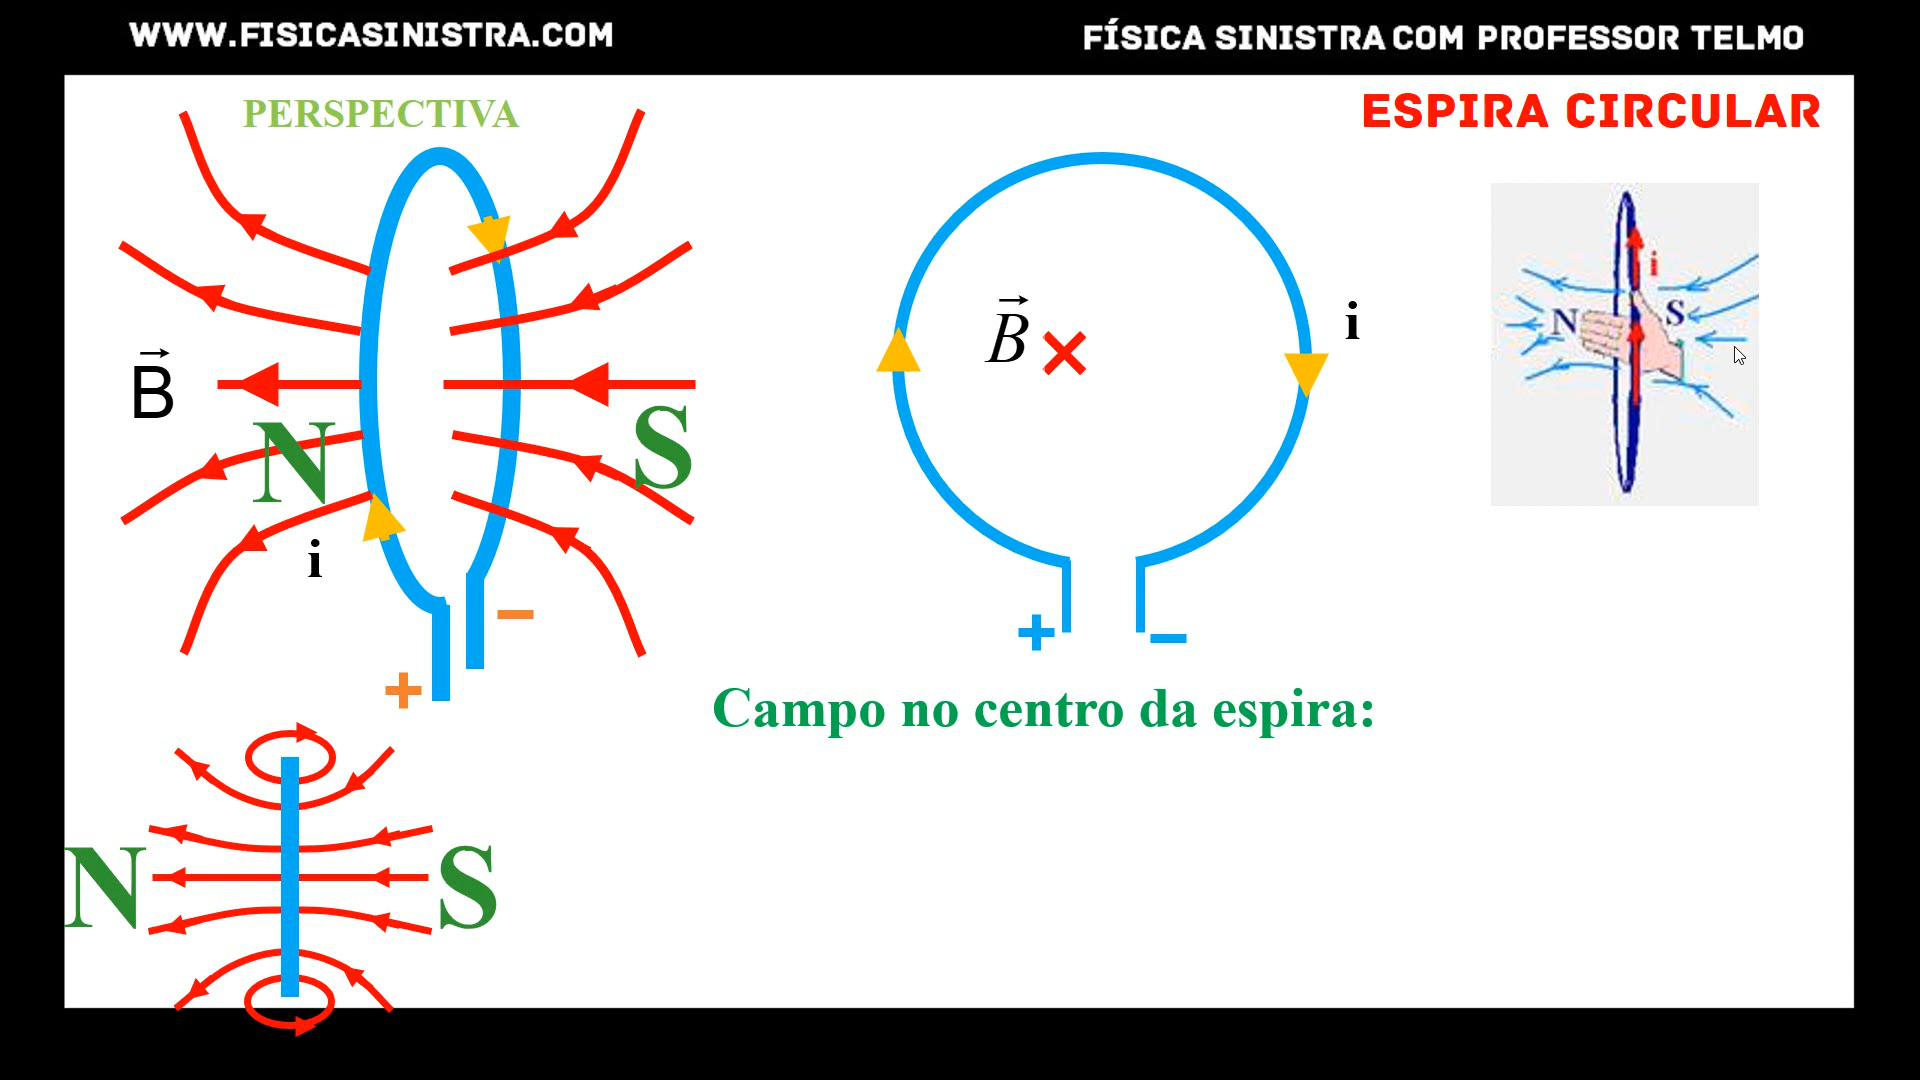 WWW.FISICASINISTRA.COM
FÍSICA SINISTRA COM PROFESSOR TELMO
PERSPECTIVA
ESPIRA CIRCULAR
B
N
S
i
+
−
B
i
+
−
i
N
S
Campo no centro da espira:
N
S